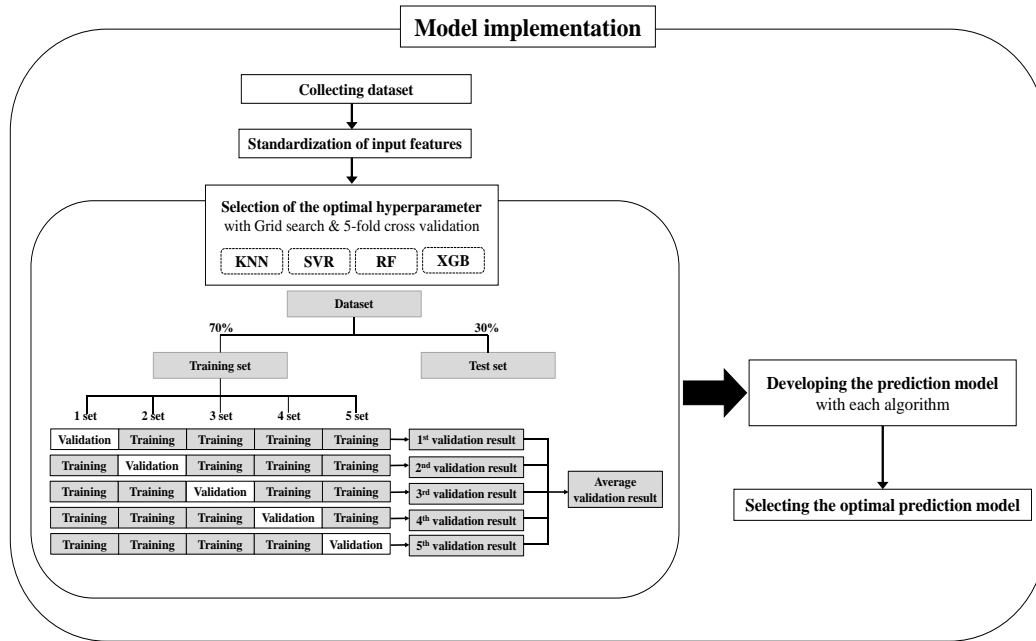 Model implementation
Collecting dataset
Standardization of input features
Selection of the optimal hyperparameter
with Grid search & 5-fold cross validation
KNN SVR RF XGB
Dataset
70% 30%
Training set Test set
1 set 2 set 3 set 4 set 5 set
Validation Training Training Training Training 1st validation result
Training Validation Training Training Training 2nd validation result
Training Training Validation Training Training 3rd validation result
Training Training Training Validation Training 4th validation result
Training Training Training Training Validation 5th validation result
Average
validation result
Developing the prediction model
with each algorithm
Selecting the optimal prediction model